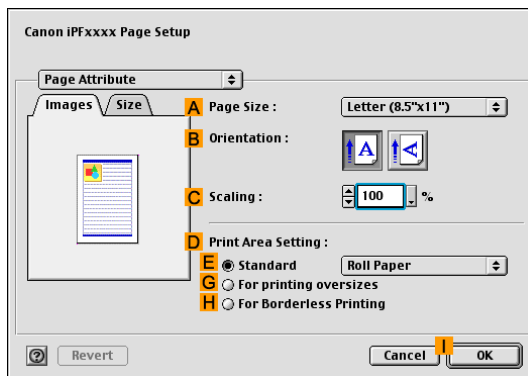 Canon iPFxxxx Page Setup
Page Attribute
Images Size
A Page Size : Letter (8.5"x11")
B Orientation : A A
C Scaling : 100 %
D Print Area Setting :
E Standard Roll Paper
G For printing oversizes
H For Borderless Printing
I
? Revert Cancel OK